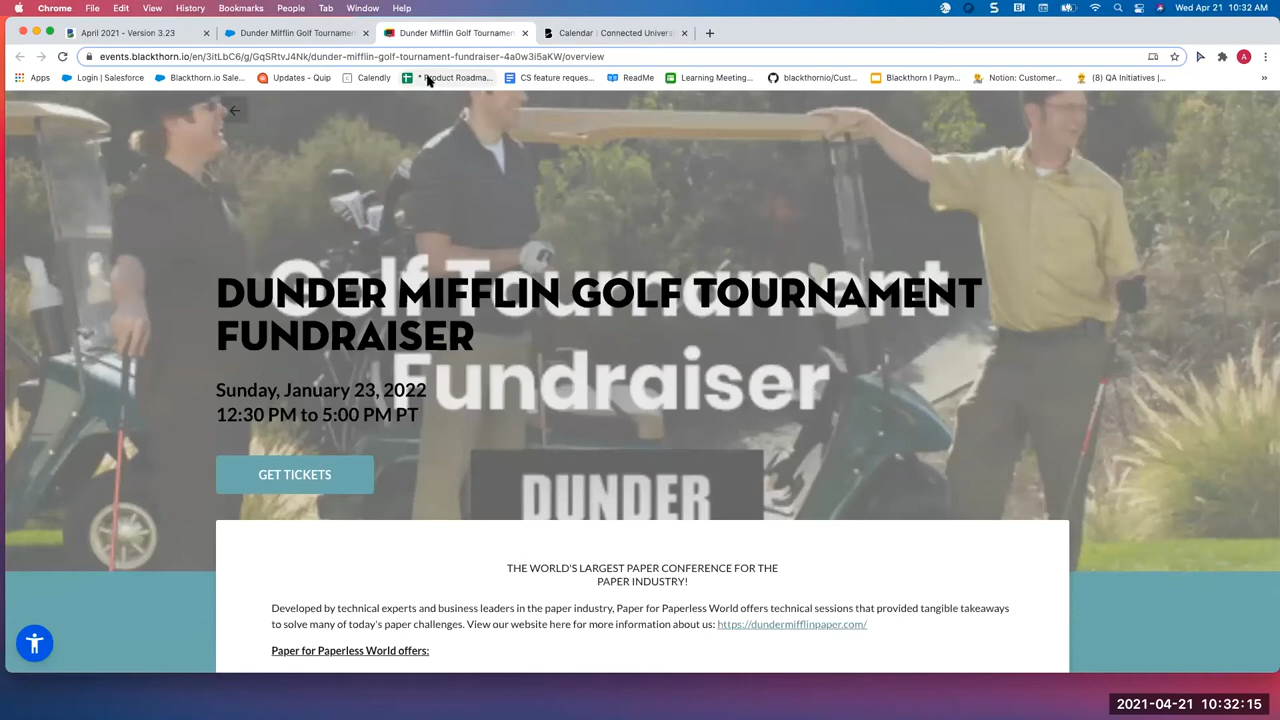 Chrome File Edit View History Bookmarks People Tab Window Help Wed Apr 21 10:32 AM
April 2021 - Version 3.23 Dunder Mifflin Golf Tournamen Dunder Mifflin Golf Tournamen Calendar | Connected Univers
events.blackthorn.io/en/3itLbC6j/g/GqSRtvJ4Nk/dunder-mifflin-golf-tournament-fundraiser-4a0w3i5aKW/overview
Apps Login | Salesforce Blackthorn.io Sale... Updates - Quip Calendly * Product Roadma... CS feature reques... ReadMe Learning Meeting... blackthornio/Cust... Blackthorn | Paym... Notion: Customer... (8) QA Initiatives |... »
Golf Tournament
Fundraiser
DUNDER
DUNDER MIFFLIN GOLF TOURNAMENT
FUNDRAISER
Sunday, January 23, 2022
12:30 PM to 5:00 PM PT
GET TICKETS
THE WORLD'S LARGEST PAPER CONFERENCE FOR THE
PAPER INDUSTRY!
Developed by technical experts and business leaders in the paper industry, Paper for Paperless World offers technical sessions that provided tangible takeaways
to solve many of today's paper challenges. View our website here for more information about us: https://dundermifflinpaper.com/
Paper for Paperless World offers:
2021-04-21 10:32:15